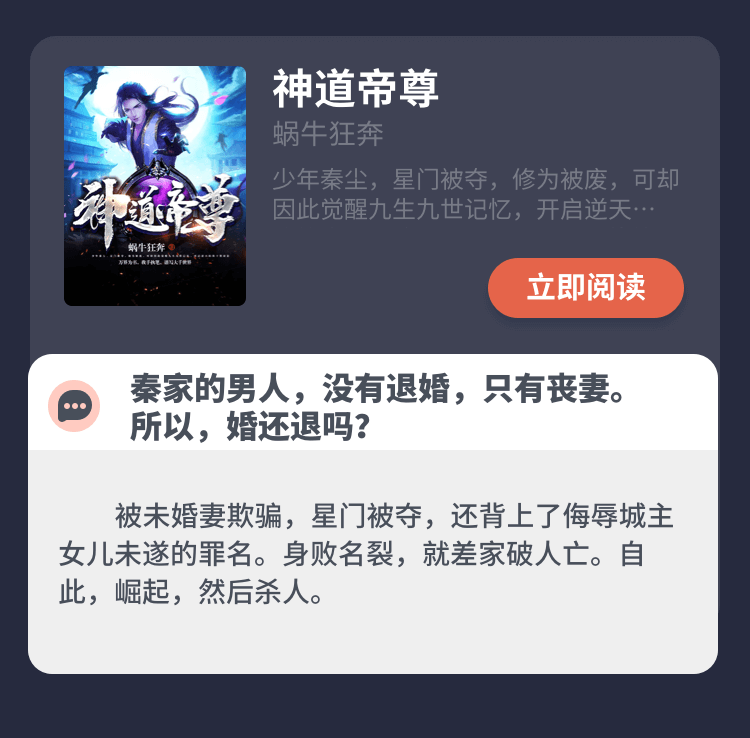 神道帝尊
蜗牛狂奔
少年秦尘，星门被夺，修为被废，可却
因此觉醒九生九世记忆，开启逆天…
神道帝尊
蜗牛狂奔
立即阅读
秦家的男人，没有退婚，只有丧妻。
所以，婚还退吗？
被未婚妻欺骗，星门被夺，还背上了侮辱城主
女儿未遂的罪名。身败名裂，就差家破人亡。自
此，崛起，然后杀人。